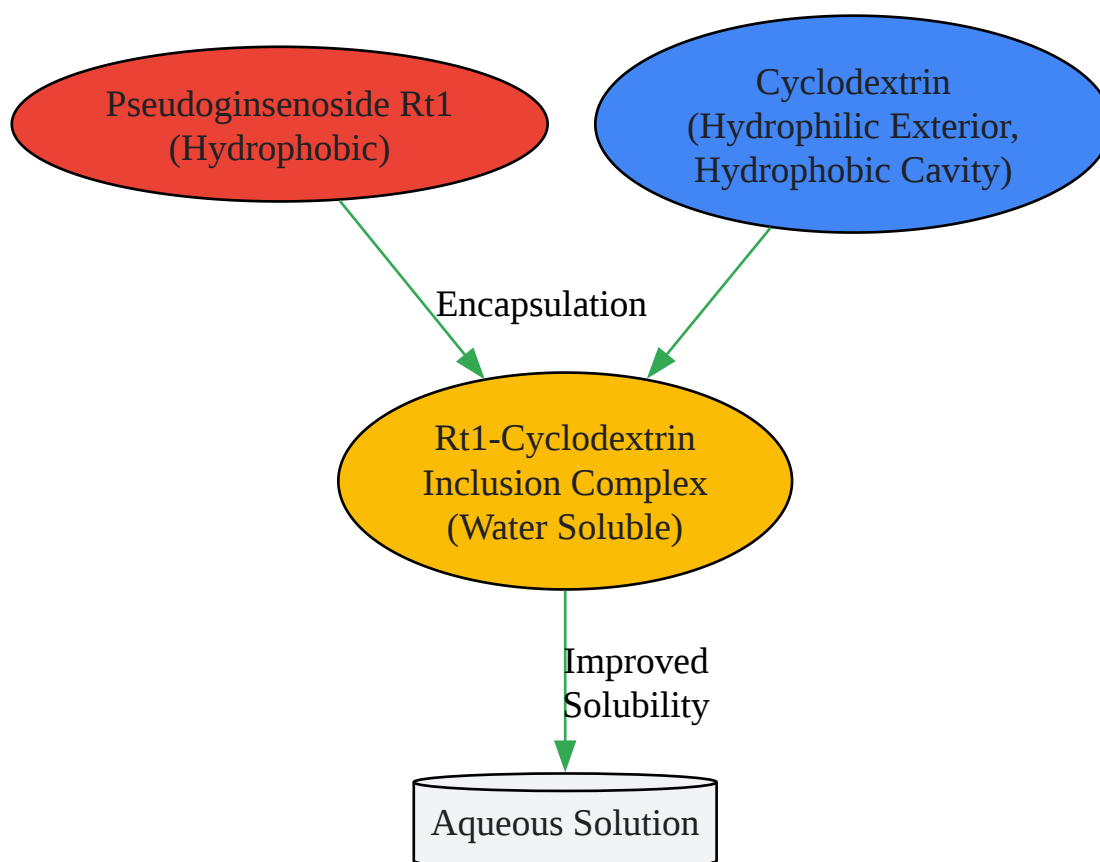 Pseudoginsenoside Rt1
(Hydrophobic)
Cyclodextrin
(Hydrophilic Exterior,
Hydrophobic Cavity)
Encapsulation
Rt1-Cyclodextrin
Inclusion Complex
(Water Soluble)
Improved
Solubility
Aqueous Solution